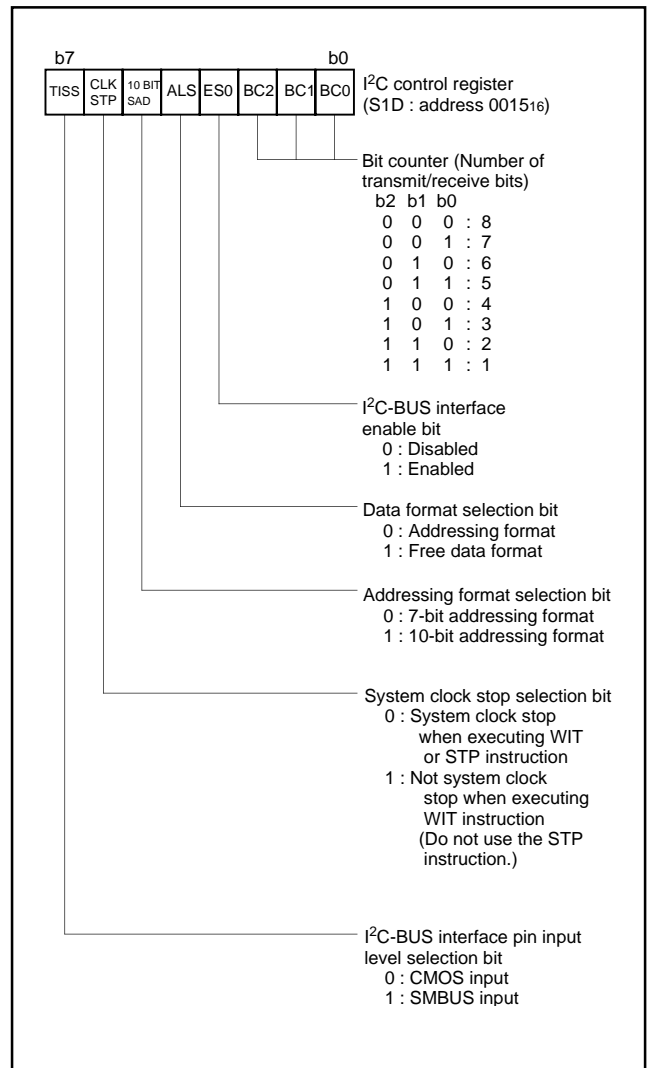 b7 b0
TISS CLK STP 10 BIT SAD ALS ES0 BC2 BC1 BC0
I2C control register
(S1D : address 001516)
Bit counter (Number of
transmit/receive bits)
b2 b1 b0
0 0 0 : 8
0 0 1 : 7
0 1 0 : 6
0 1 1 : 5
1 0 0 : 4
1 0 1 : 3
1 1 0 : 2
1 1 1 : 1
I2C-BUS interface
enable bit
0 : Disabled
1 : Enabled
Data format selection bit
0 : Addressing format
1 : Free data format
Addressing format selection bit
0 : 7-bit addressing format
1 : 10-bit addressing format
System clock stop selection bit
0 : System clock stop
when executing WIT
or STP instruction
1 : Not system clock
stop when executing
WIT instruction
(Do not use the STP
instruction.)
I2C-BUS interface pin input
level selection bit
0 : CMOS input
1 : SMBUS input